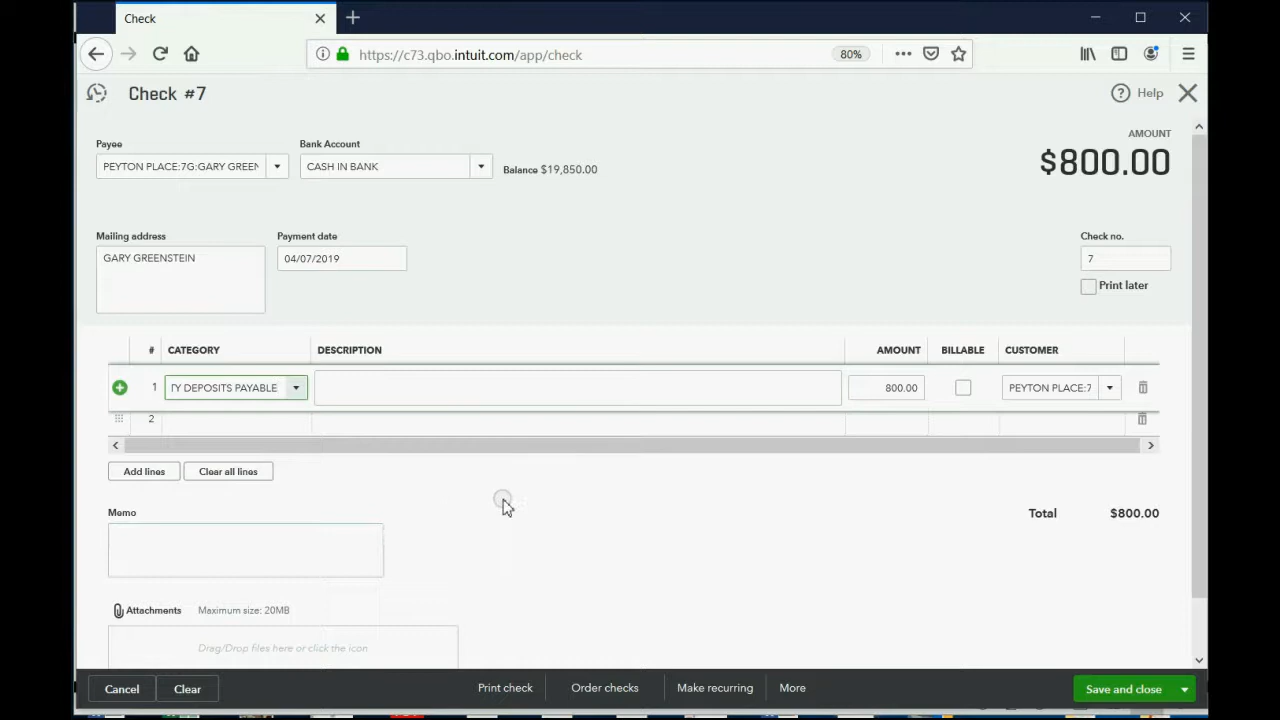 Check
https://c73.qbo.intuit.com/app/check
80%
Check #7
Help
Payee
Bank Account
AMOUNT
PEYTON PLACE:7G:GARY GREEN
CASH IN BANK
Balance $19,850.00
$800.00
Mailing address
Payment date
Check no.
GARY GREENSTEIN
04/07/2019
7
Print later
# CATEGORY DESCRIPTION AMOUNT BILLABLE CUSTOMER
1 TY DEPOSITS PAYABLE 800.00 PEYTON PLACE:7
2
Add lines
Clear all lines
Memo
Total $800.00
Attachments Maximum size: 20MB
Drag/Drop files here or click the icon
Cancel
Clear
Print check
Order checks
Make recurring
More
Save and close